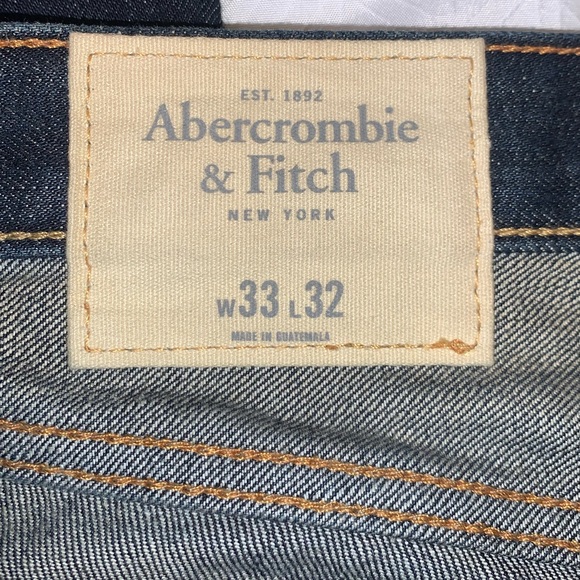 EST. 1892
Abercrombie
& Fitch
NEW YORK
W33 L32
MADE IN GUATEMALA